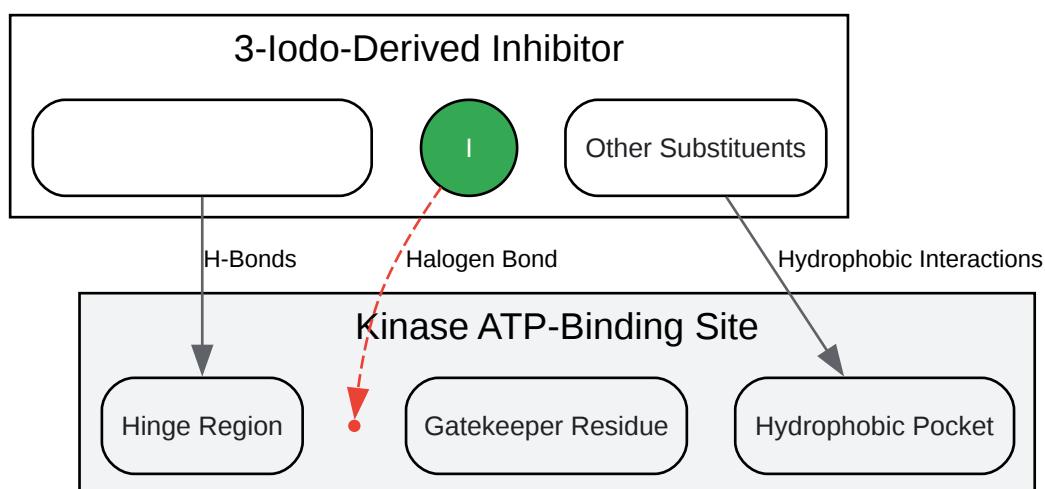 3-Iodo-Derived Inhibitor
I
Other Substituents
H-Bonds
Halogen Bond
Hydrophobic Interactions
Kinase ATP-Binding Site
Hinge Region
Gatekeeper Residue
Hydrophobic Pocket